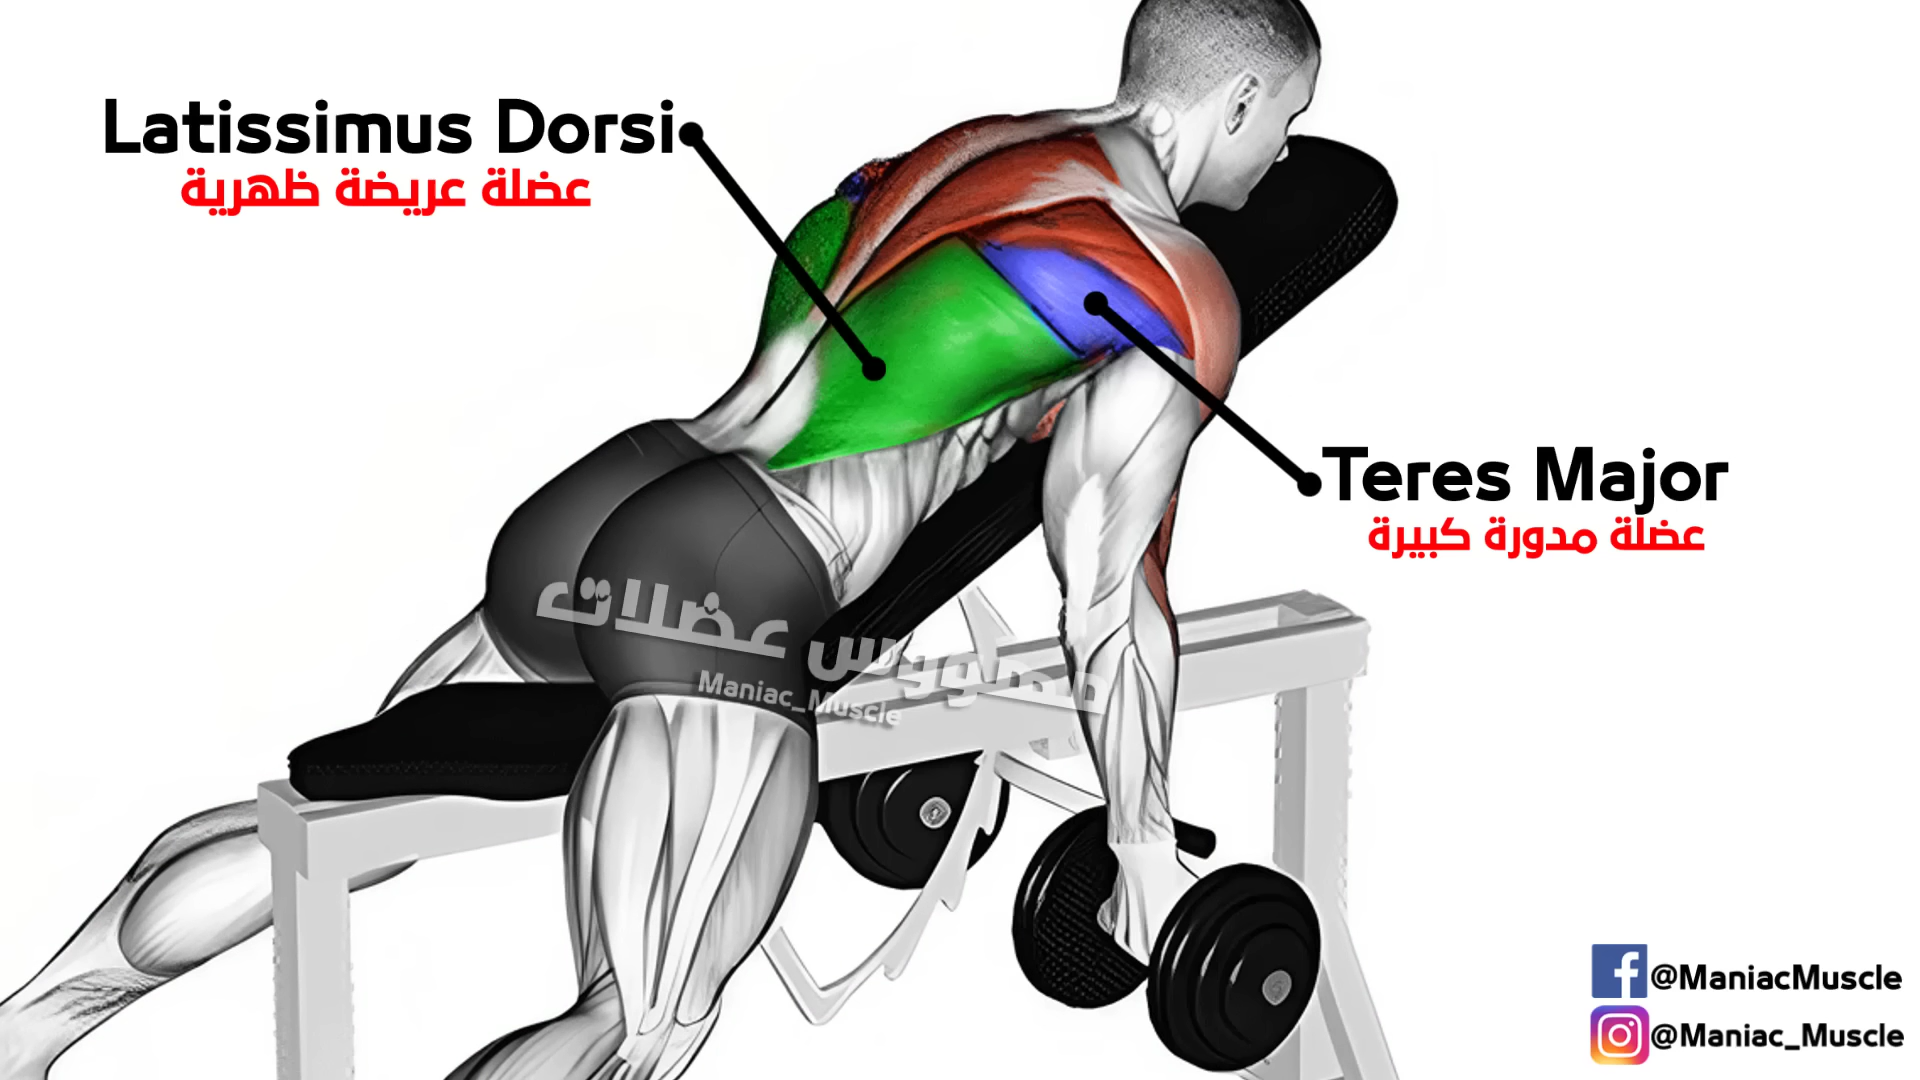 Latissimus Dorsi
عضلة عريضة ظهرية
Teres Major
عضلة مدورة كبيرة
مهووس عضلات
Maniac_Muscle
@ManiacMuscle
@Maniac_Muscle